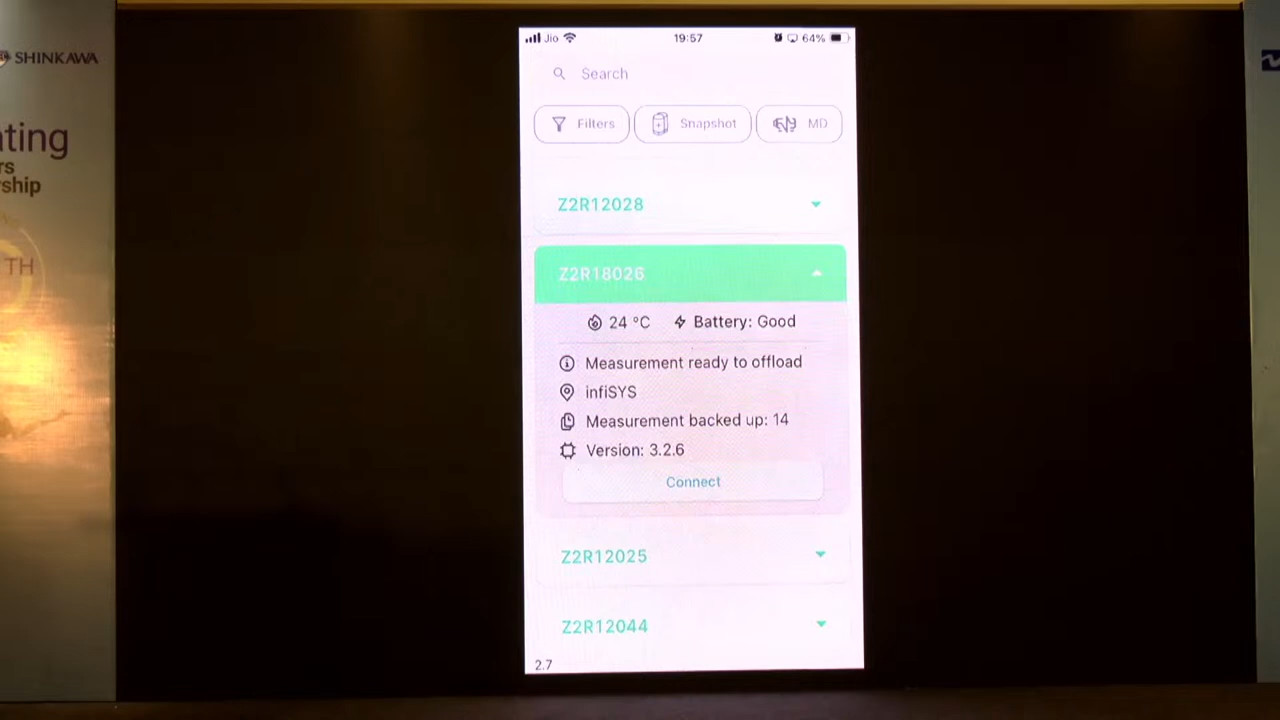 SHINKAWA
ting
rs
ship
TH
Jio
19:57
64%
Search
Filters
Snapshot
MD
Z2R12028
Z2R18026
24 °C
Battery: Good
Measurement ready to offload
infiSYS
Measurement backed up: 14
Version: 3.2.6
Connect
Z2R12025
Z2R12044
2.7